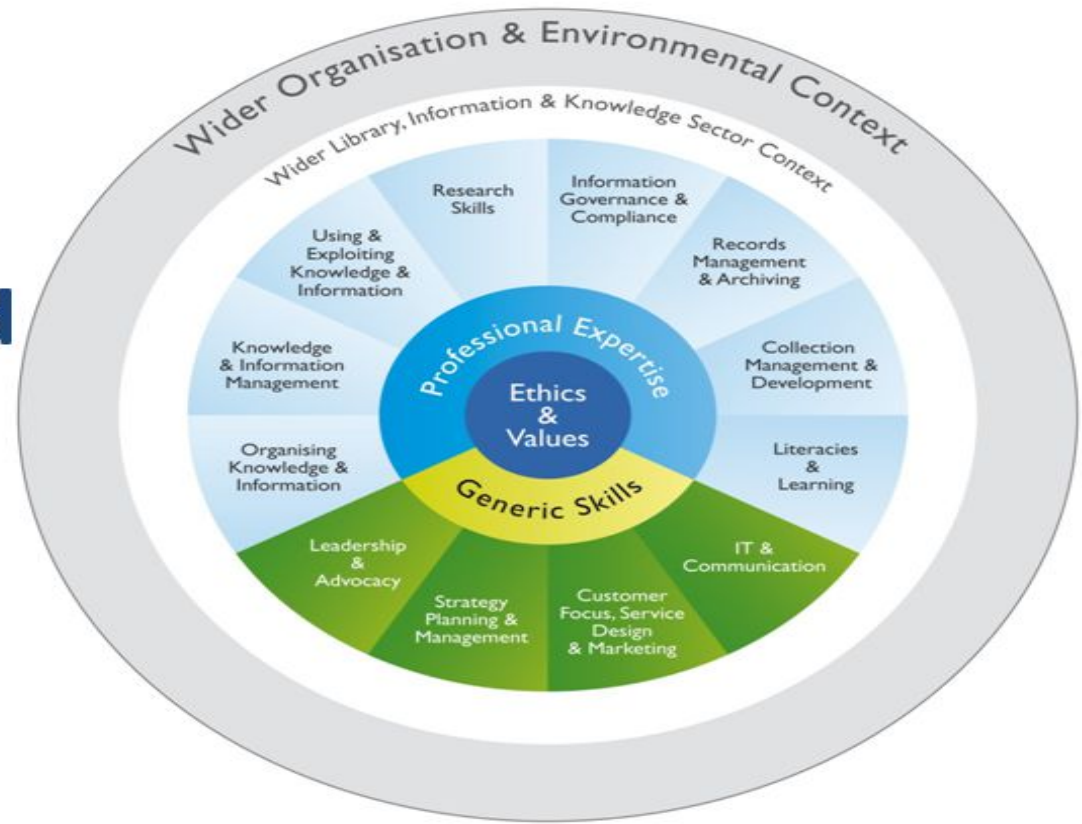 Wider Organisation & Environmental Context
Wider Library, Information & Knowledge Sector Context
Research
Skills
Information
Governance &
Compliance
Records
Management
& Archiving
Collection
Management &
Development
Literacies
&
Learning
IT &
Communication
Customer
Focus, Service
Design
& Marketing
Strategy
Planning &
Management
Leadership
&
Advocacy
Organising
Knowledge &
Information
Knowledge
& Information
Management
Using &
Exploiting
Knowledge &
Information
Professional Expertise
Ethics
&
Values
Generic Skills